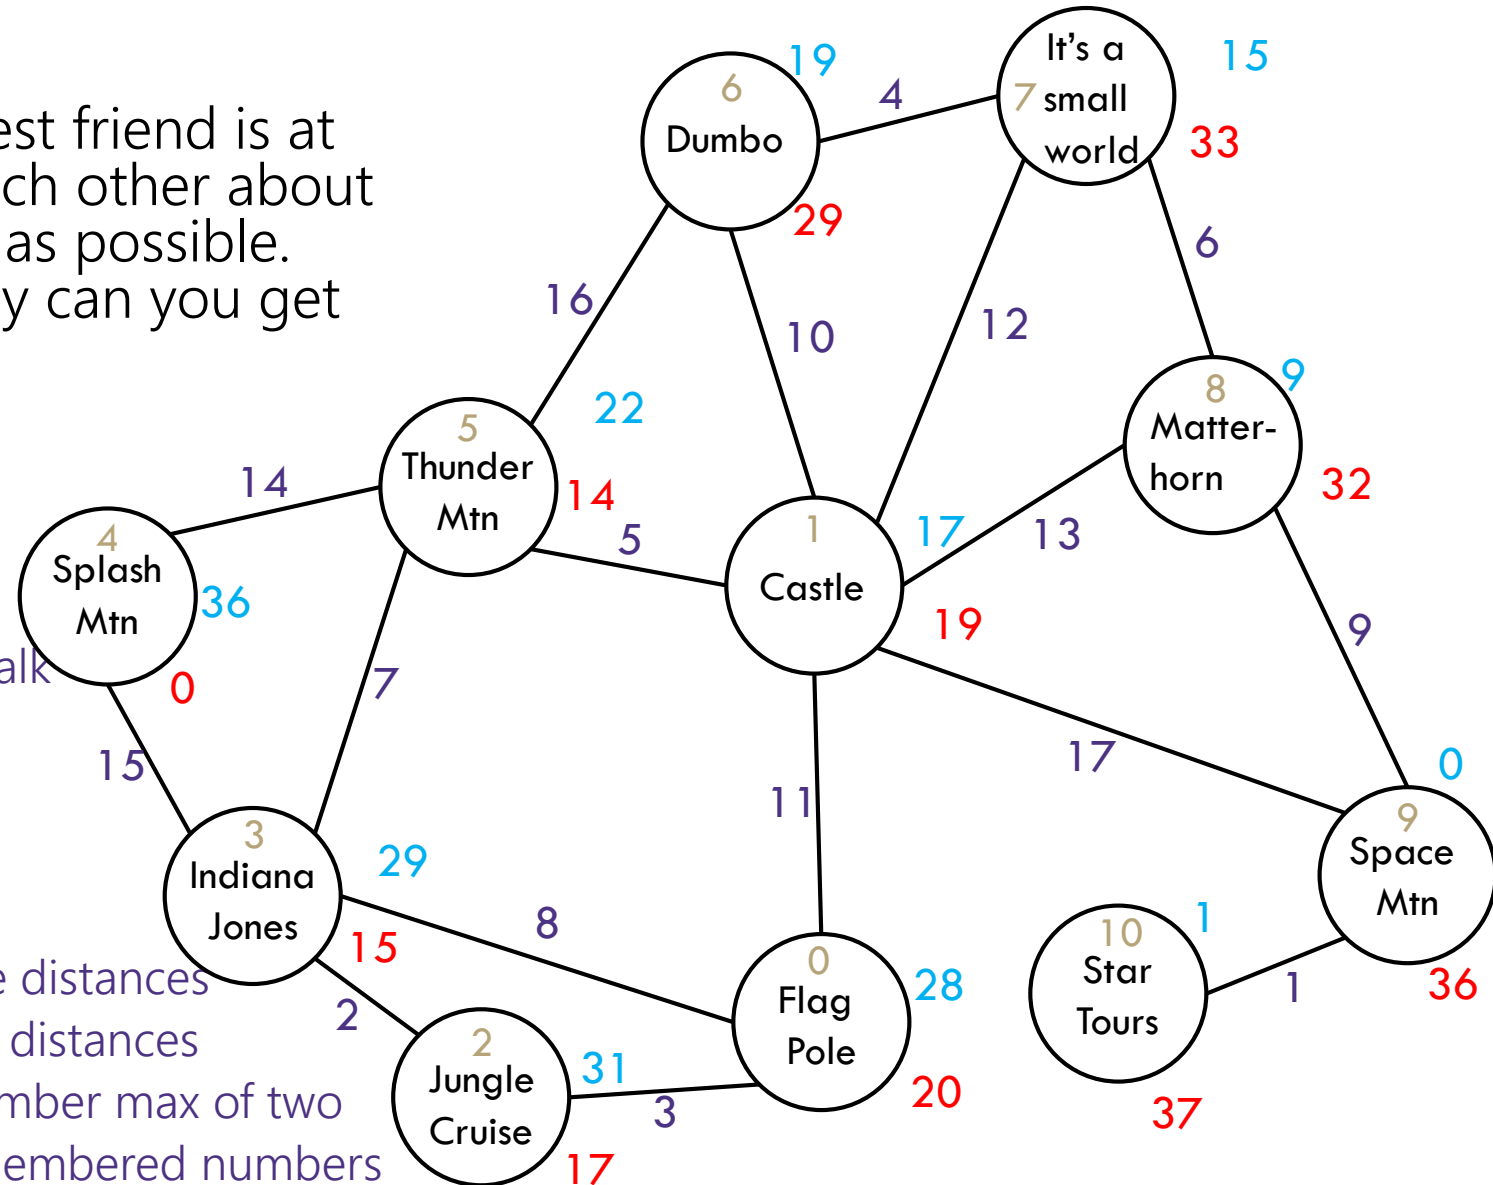 est friend is at
ch other about
as possible.
y can you get
alk
e distances
distances
mber max of two
embered numbers
6
Dumbo
19
29
4
It's a
7 small
world
15
33
16
10
12
6
5
Thunder
Mtn
22
14
14
5
4
Splash
Mtn
36
0
1
Castle
17
19
13
8
Matter-
horn
9
32
9
15
7
11
17
3
Indiana
Jones
29
15
8
2
2
Jungle
Cruise
31
17
3
0
Flag
Pole
28
20
9
Space
Mtn
0
36
1
10
Star
Tours
1
37